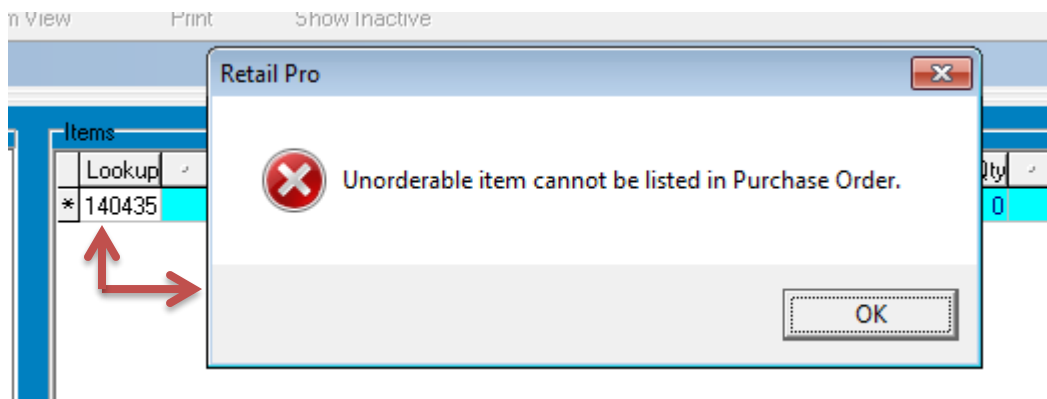 m View Print Show Inactive
Retail Pro
Items
Lookup Qty
Unorderable item cannot be listed in Purchase Order.
* 140435 0
OK